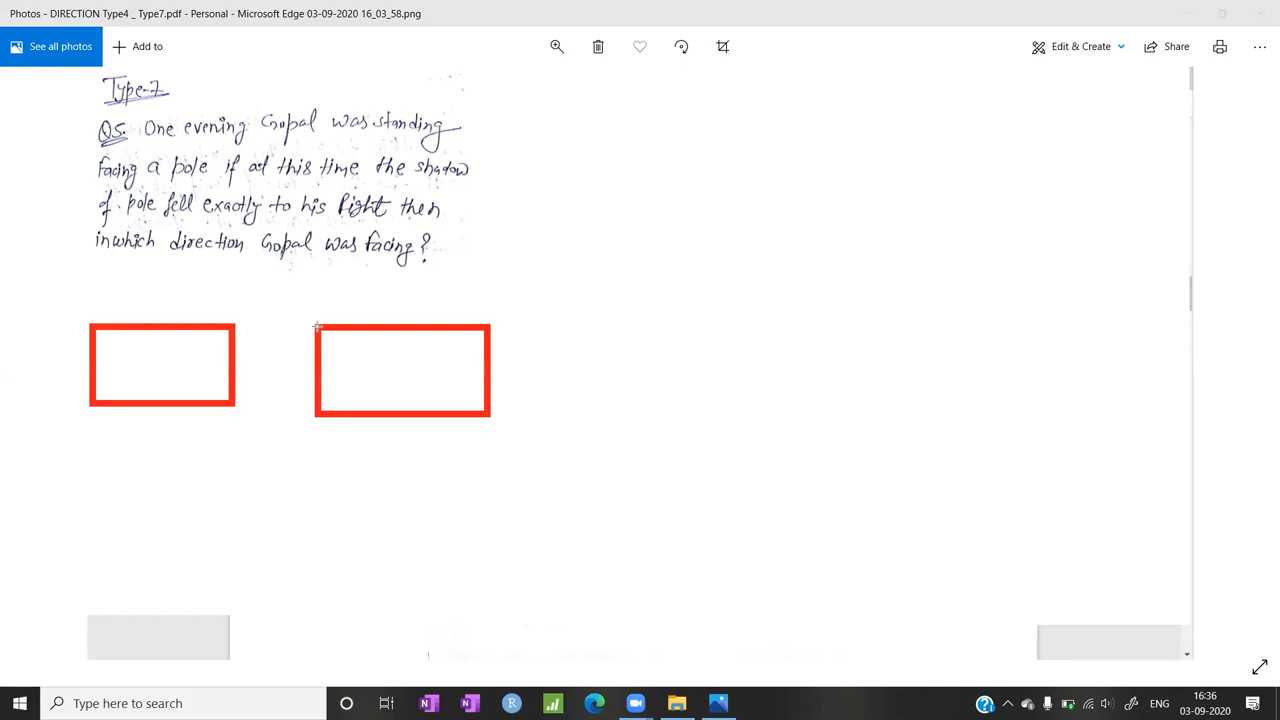 Photos - DIRECTION Type4 _ Type7.pdf - Personal - Microsoft Edge 03-09-2020 16_03_58.png
See all photos
Add to
Edit & Create
Share
Type-7
Q5. One evening Gopal was standing
facing a pole if at this time the shadow
of pole fell exactly to his Right then
in which direction Gopal was facing?
Type here to search
ENG
16:36
03-09-2020